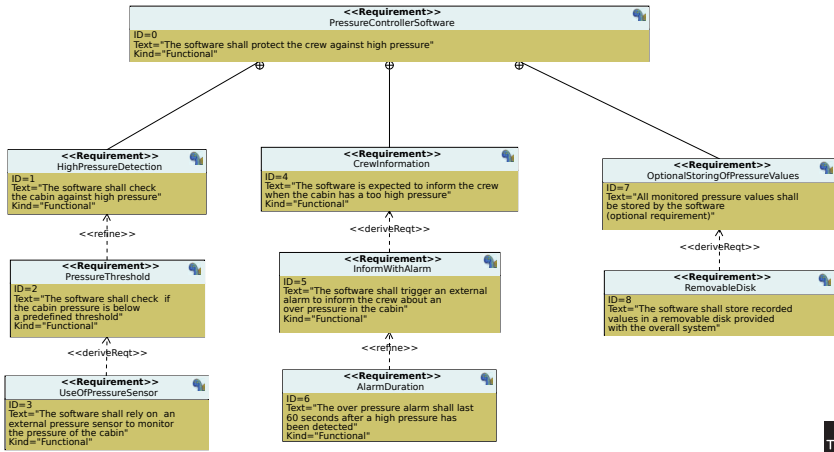 <<Requirement>>
PressureControllerSoftware
ID=0
Text="The software shall protect the crew against high pressure"
Kind="Functional"
<<Requirement>>
HighPressureDetection
ID=1
Text="The software shall check
the cabin against high pressure"
Kind="Functional"
<<refine>>
<<Requirement>>
PressureThreshold
ID=2
Text="The software shall check  if
the cabin pressure is below
a predefined threshold"
Kind="Functional"
<<deriveReqt>>
<<Requirement>>
UseOfPressureSensor
ID=3
Text="The software shall rely on  an
external pressure sensor to monitor
the pressure of the cabin"
Kind="Functional"
<<Requirement>>
CrewInformation
ID=4
Text="The software is expected to inform the crew
when the cabin has a too high pressure"
Kind="Functional"
<<deriveReqt>>
<<Requirement>>
InformWithAlarm
ID=5
Text="The software shall trigger an external
alarm to inform the crew about an
over pressure in the cabin"
Kind="Functional"
<<refine>>
<<Requirement>>
AlarmDuration
ID=6
Text="The over pressure alarm shall last
60 seconds after a high pressure has
been detected"
Kind="Functional"
<<Requirement>>
OptionalStoringOfPressureValues
ID=7
Text="All monitored pressure values shall
be stored by the software
(optional requirement)"
<<deriveReqt>>
<<Requirement>>
RemovableDisk
ID=8
Text="The software shall store recorded
values in a removable disk provided
with the overall system"
T